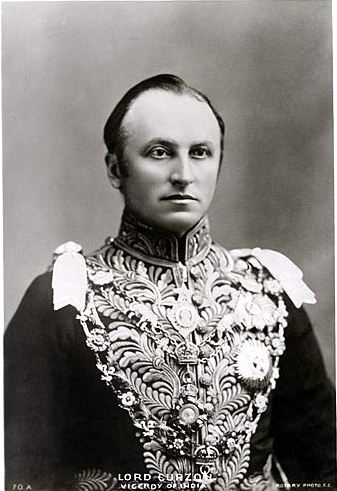 LORD CURZON
VICEROY OF INDIA
70.A
ROTARY PHOTO. E.C.